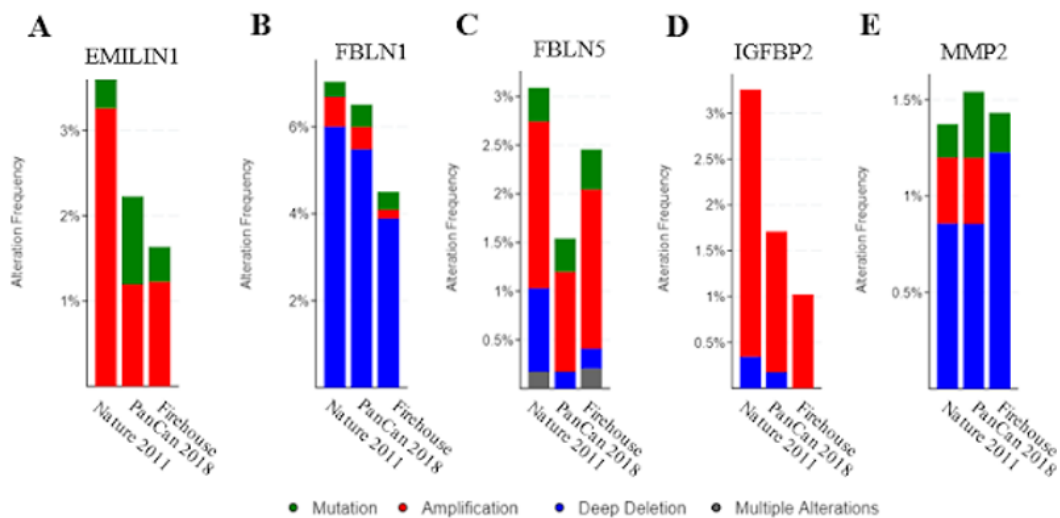 A
EMILIN1
Alteration Frequency
3%
2%
1%
Nature 2011
PanCan 2018
Firehouse
B
FBLN1
Alteration Frequency
6%
4%
2%
Nature 2011
PanCan 2018
Firehouse
C
FBLN5
Alteration Frequency
3%
2.5%
2%
1.5%
1%
0.5%
Nature 2011
PanCan 2018
Firehouse
D
IGFBP2
Alteration Frequency
3%
2.5%
2%
1.5%
1%
0.5%
Nature 2011
PanCan 2018
Firehouse
E
MMP2
Alteration Frequency
1.5%
1%
0.5%
Nature 2011
PanCan 2018
Firehouse
Mutation Amplification Deep Deletion Multiple Alterations